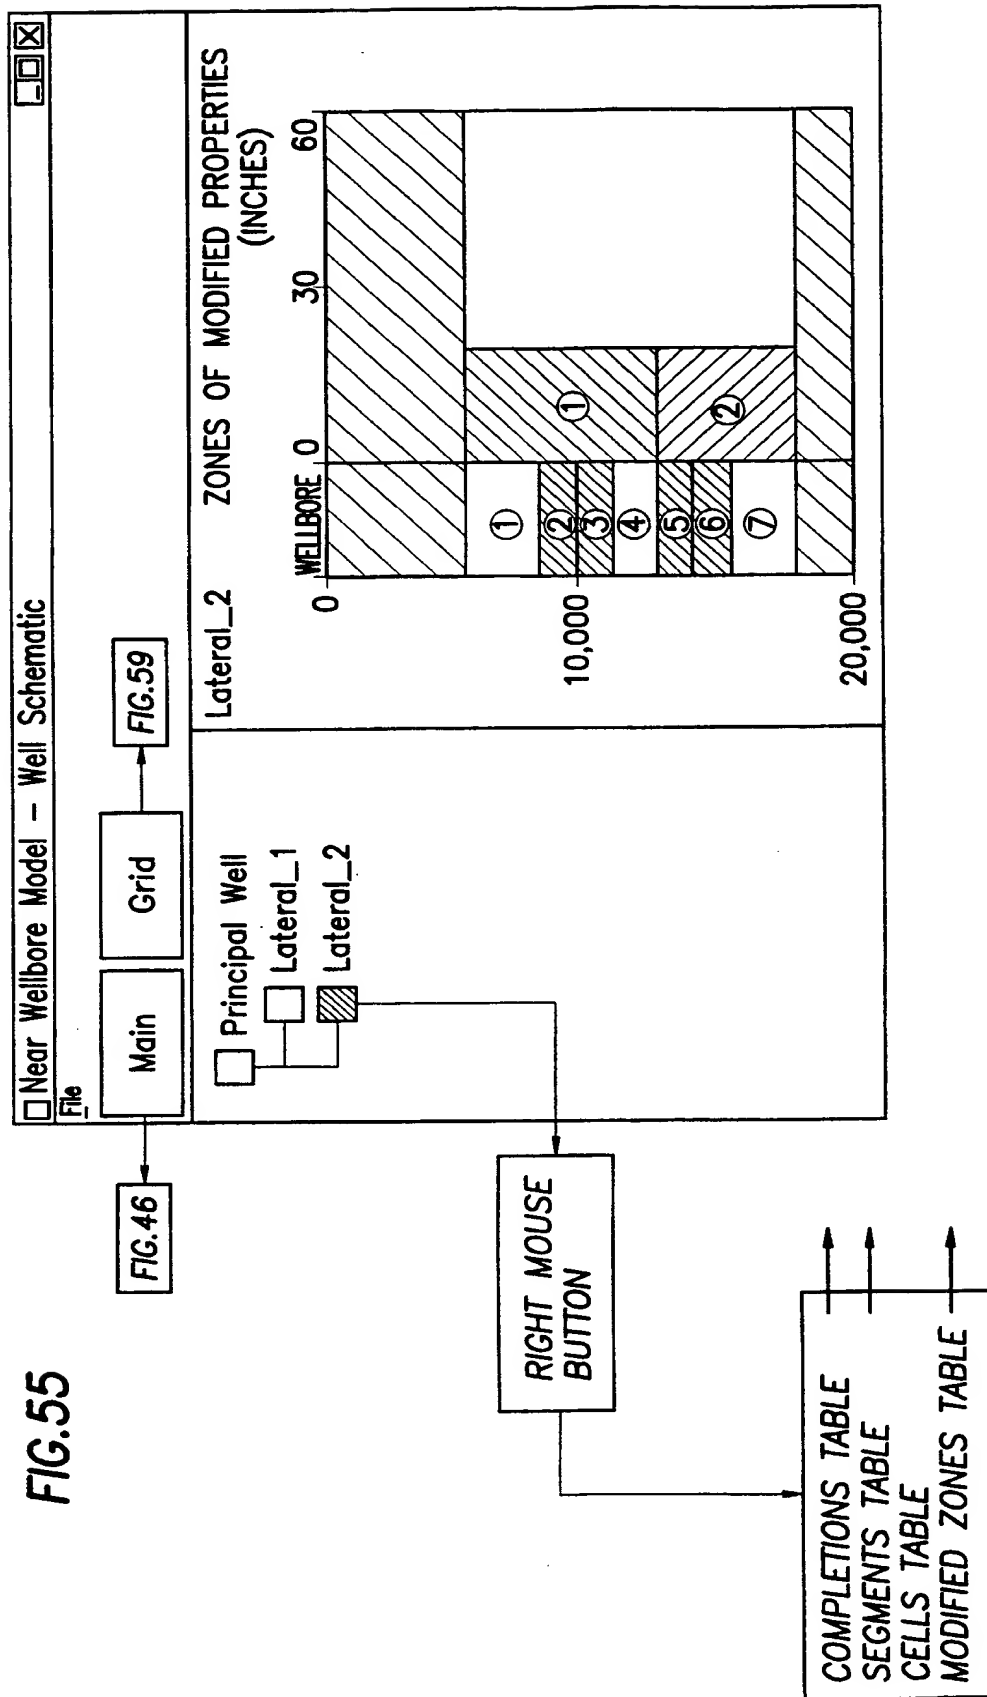 FIG.55
Near Wellbore Model – Well Schematic
File
FIG.46
Main
Grid
FIG.59
Principal Well
Lateral_1
Lateral_2
RIGHT MOUSE
BUTTON
COMPLETIONS TABLE
SEGMENTS TABLE
CELLS TABLE
MODIFIED ZONES TABLE
Lateral_2
ZONES OF MODIFIED PROPERTIES
(INCHES)
WELLBORE 0 30 60
0
10,000
20,000
1
2
3
4
5
6
7
1
2